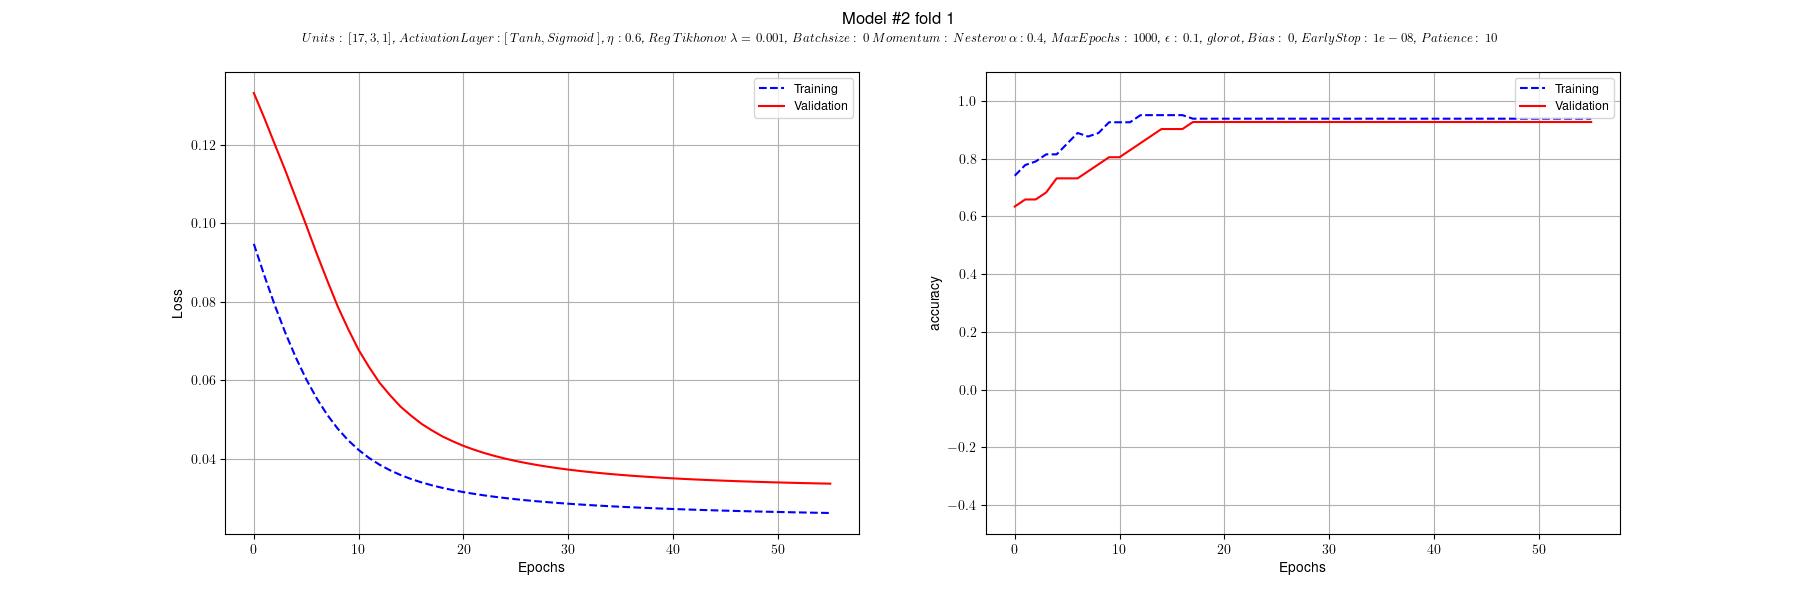 Model #2 fold 1
Units : [17, 3, 1], ActivationLayer : [ Tanh, Sigmoid ], η : 0.6, Reg Tikhonov λ = 0.001, Batchsize : 0 Momentum : Nesterov α : 0.4, MaxEpochs : 1000, ϵ : 0.1, glorot, Bias : 0, EarlyStop : 1e − 08, Patience : 10
Training
Validation
0.12
0.10
0.08
0.06
0.04
Loss
0 10 20 30 40 50
Epochs
Training
Validation
1.0
0.8
0.6
0.4
0.2
0.0
−0.2
−0.4
accuracy
0 10 20 30 40 50
Epochs